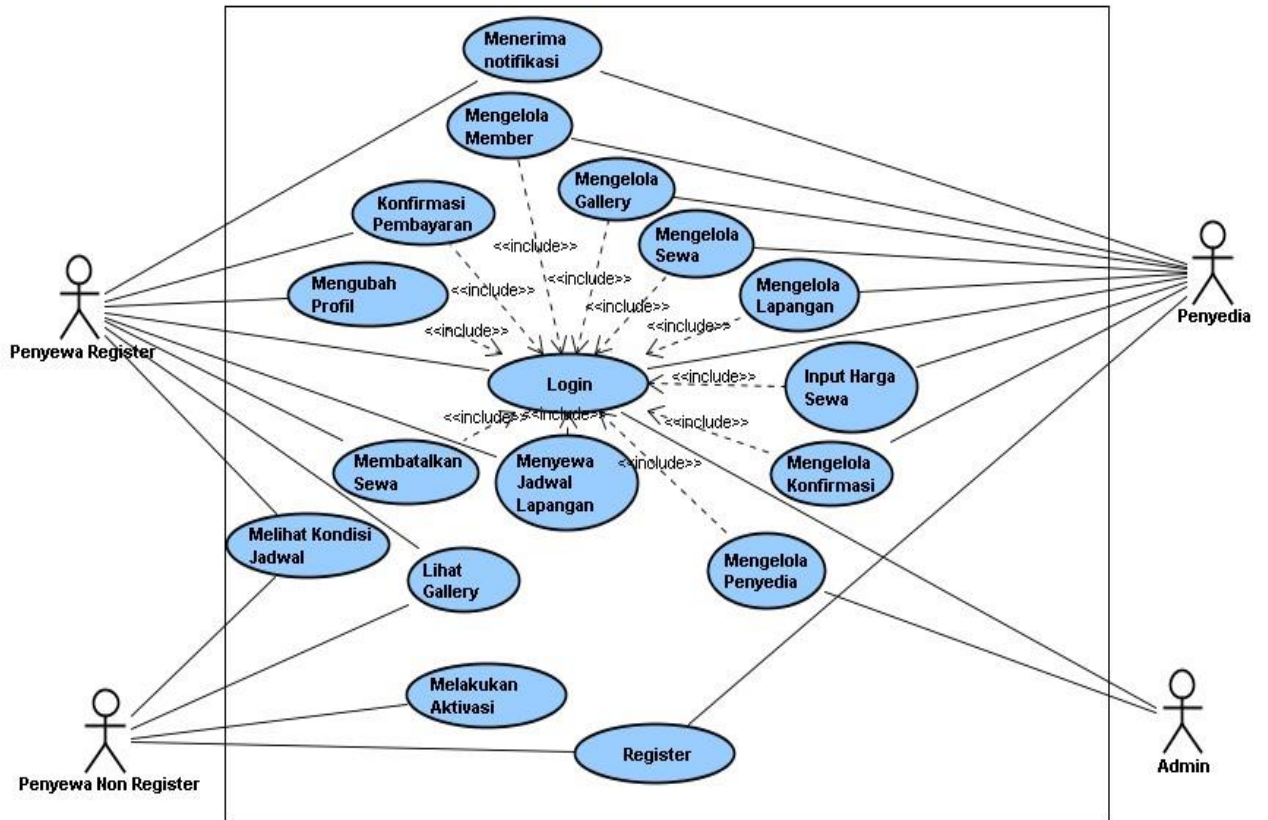 Menerima
notifikasi
Mengelola
Member
Mengelola
Gallery
Konfirmasi
Pembayaran
Mengelola
Sewa
<<include>>
Mengubah
Profil
<<include>>
<<include>>
Mengelola
Lapangan
<<include>>
<<include>>
<<include>>
Penyewa Register
Penyedia
Login
<<include>>
Input Harga
Sewa
<<include>>
<<include>>
<<include>>
<<include>>
Membatalkan
Sewa
Menyewa
Jadwal
Lapangan
Mengelola
Konfirmasi
Melihat Kondisi
Jadwal
Lihat
Gallery
Mengelola
Penyedia
Melakukan
Aktivasi
Register
Penyewa Non Register
Admin